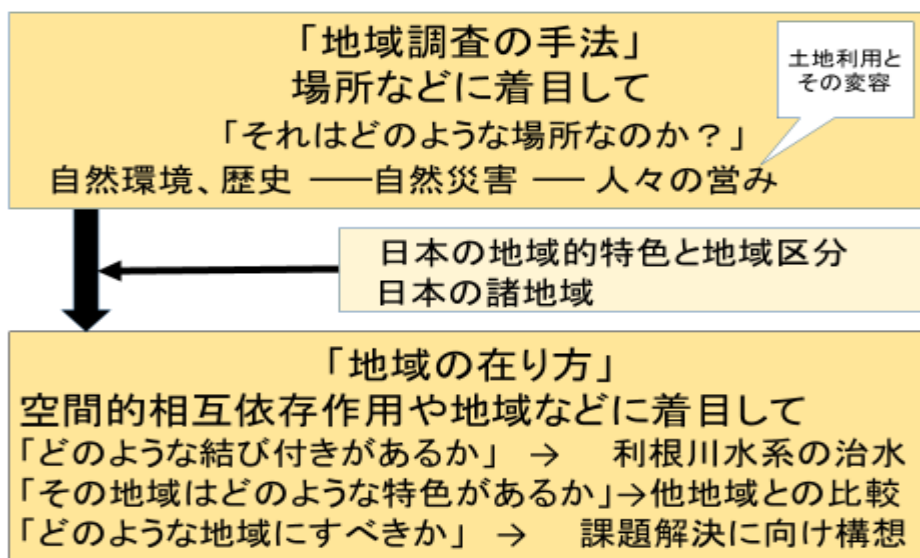 「地域調査の手法」
場所などに着目して
「それはどのような場所なのか？」
自然環境、歴史 ──自然災害 ── 人々の営み
土地利用と
その変容
日本の地域的特色と地域区分
日本の諸地域
「地域の在り方」
空間的相互依存作用や地域などに着目して
「どのような結び付きがあるか」 → 利根川水系の治水
「その地域はどのような特色があるか」→他地域との比較
「どのような地域にすべきか」 → 課題解決に向け構想